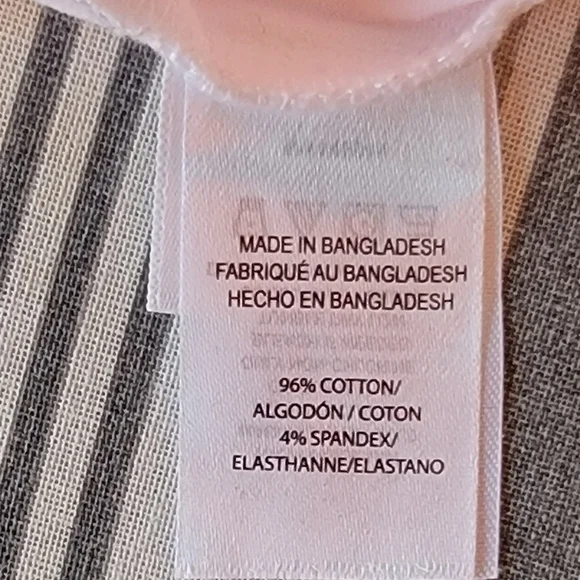 MADE IN BANGLADESH
FABRIQUÉ AU BANGLADESH
HECHO EN BANGLADESH
96% COTTON/
ALGODÓN / COTON
4% SPANDEX/
ELASTHANNE/ELASTANO